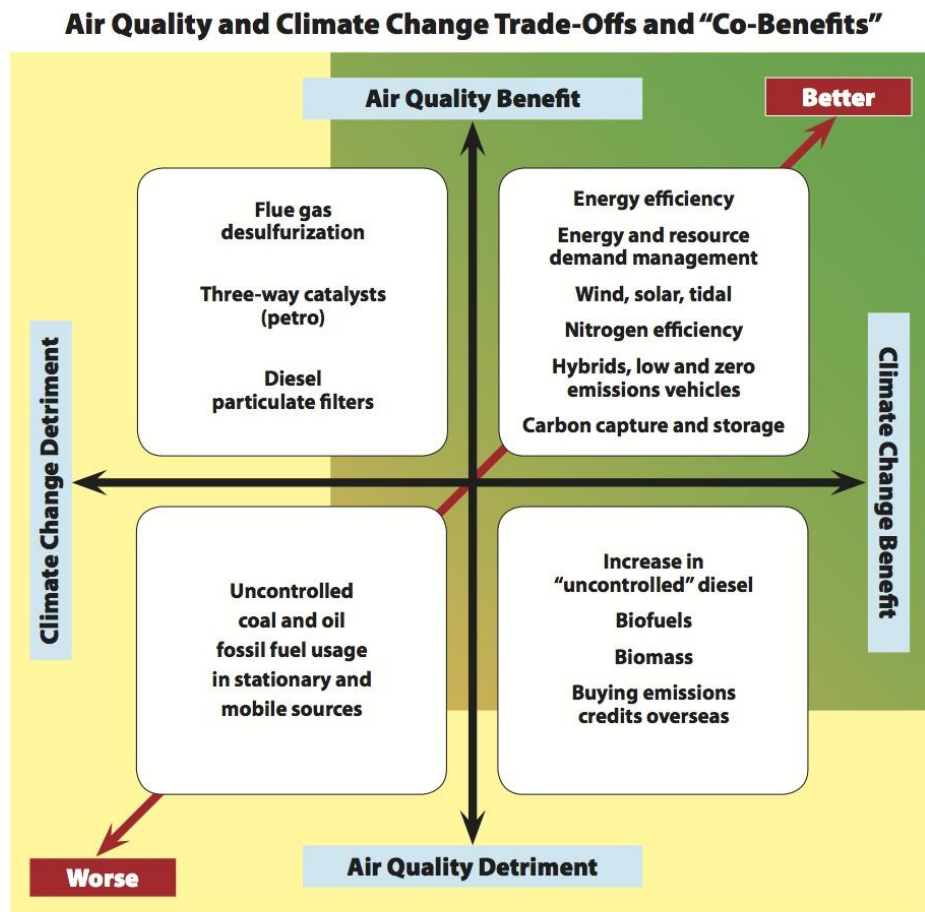 Air Quality and Climate Change Trade-Offs and “Co-Benefits”
Air Quality Benefit
Better
Flue gas
desulfurization
Three-way catalysts
(petro)
Diesel
particulate filters
Energy efficiency
Energy and resource
demand management
Wind, solar, tidal
Nitrogen efficiency
Hybrids, low and zero
emissions vehicles
Carbon capture and storage
Climate Change Detriment
Climate Change Benefit
Uncontrolled
coal and oil
fossil fuel usage
in stationary and
mobile sources
Increase in
“uncontrolled” diesel
Biofuels
Biomass
Buying emissions
credits overseas
Worse
Air Quality Detriment